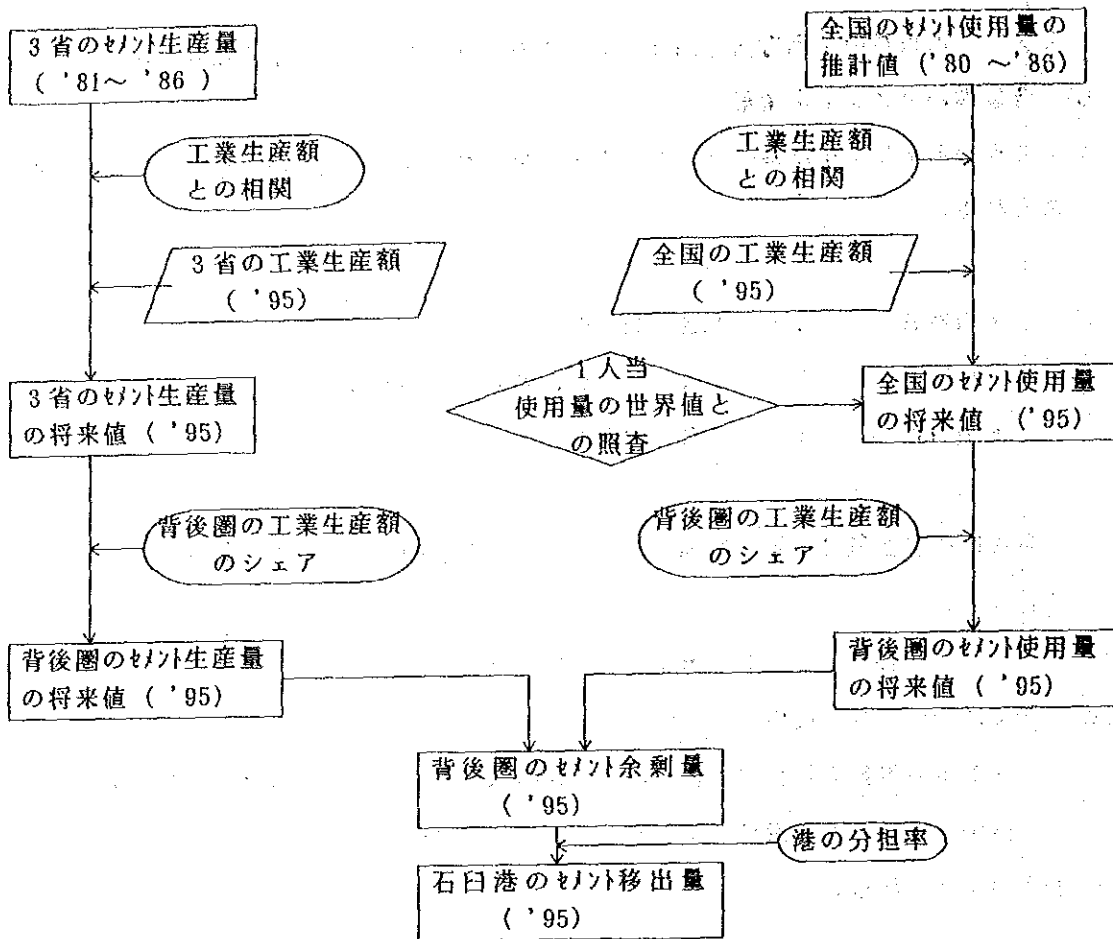 3省のｾﾒﾝﾄ生産量
( '81～ '86 )
全国のｾﾒﾝﾄ使用量の
推計値 ('80 ～'86)
工業生産額
との相関
工業生産額
との相関
3省の工業生産額
( '95)
全国の工業生産額
( '95)
3省のｾﾒﾝﾄ生産量
の将来値 ( '95)
1人当
使用量の世界値と
の照査
全国のｾﾒﾝﾄ使用量
の将来値 ('95)
背後圏の工業生産額
のシェア
背後圏の工業生産額
のシェア
背後圏のｾﾒﾝﾄ生産量
の将来値 ( '95)
背後圏のｾﾒﾝﾄ使用量
の将来値 ( '95)
背後圏のｾﾒﾝﾄ余剰量
( '95)
港の分担率
石臼港のｾﾒﾝﾄ移出量
( '95)